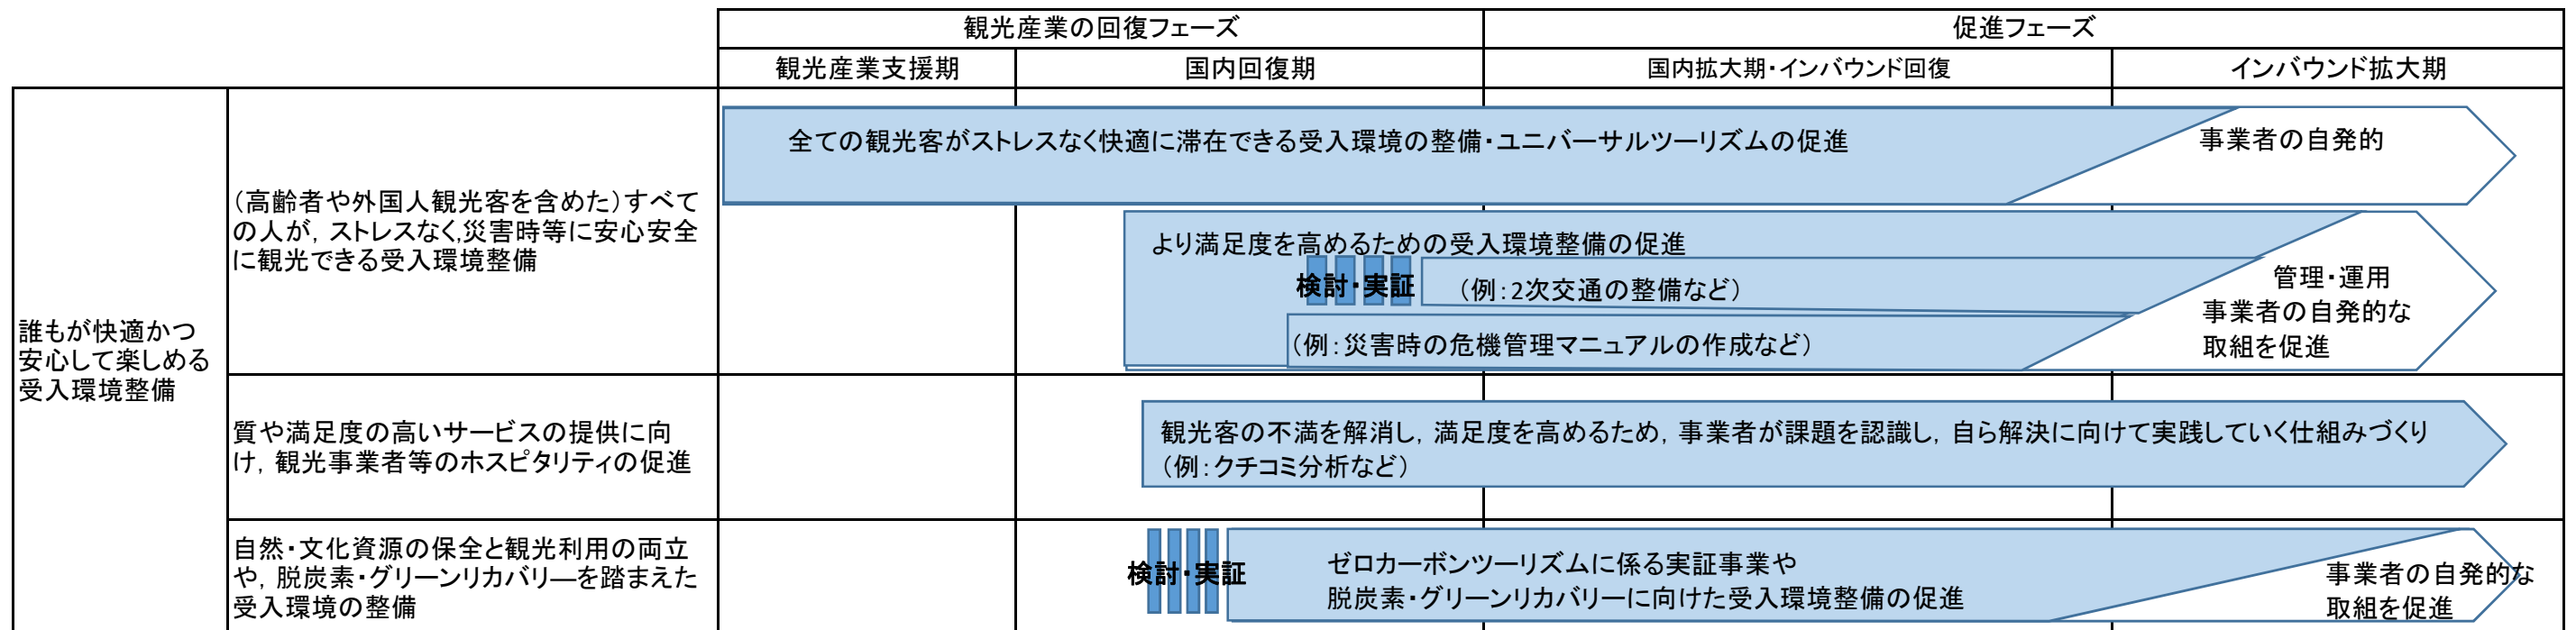 観光産業の回復フェーズ
促進フェーズ
観光産業支援期
国内回復期
国内拡大期・インバウンド回復
インバウンド拡大期
誰もが快適かつ
安心して楽しめる
受入環境整備
（高齢者や外国人観光客を含めた）すべて
の人が，ストレスなく，災害時等に安心安全
に観光できる受入環境整備
全ての観光客がストレスなく快適に滞在できる受入環境の整備・ユニバーサルツーリズムの促進
事業者の自発的
より満足度を高めるための受入環境整備の促進
検討・実証
（例：2次交通の整備など）
（例：災害時の危機管理マニュアルの作成など）
管理・運用
事業者の自発的な
取組を促進
質や満足度の高いサービスの提供に向
け，観光事業者等のホスピタリティの促進
観光客の不満を解消し，満足度を高めるため，事業者が課題を認識し，自ら解決に向けて実践していく仕組みづくり
（例：クチコミ分析など）
自然・文化資源の保全と観光利用の両立
や，脱炭素・グリーンリカバリ―を踏まえた
受入環境の整備
検討・実証
ゼロカーボンツーリズムに係る実証事業や
脱炭素・グリーンリカバリーに向けた受入環境整備の促進
事業者の自発的な
取組を促進